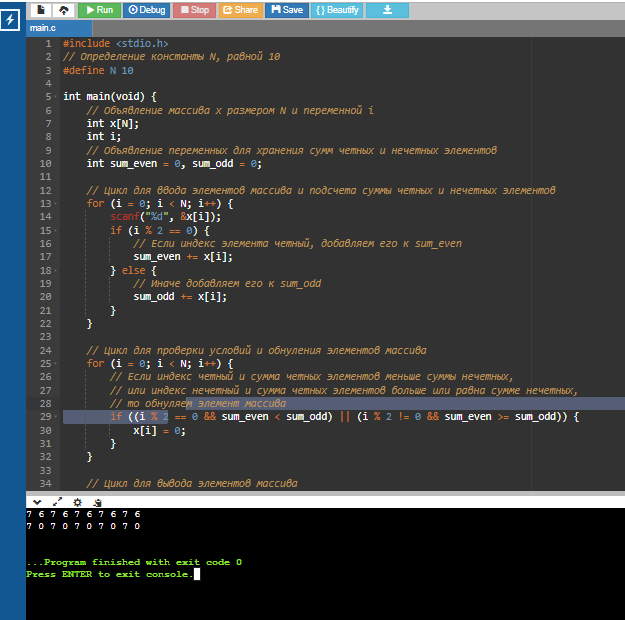 Run Debug Stop Share Save { } Beautify
main.c
1 #include <stdio.h>
2 // Определение константы N, равной 10
3 #define N 10
4
5 int main(void) {
6 // Объявление массива x размером N и переменной i
7 int x[N];
8 int i;
9 // Объявление переменных для хранения сумм четных и нечетных элементов
10 int sum_even = 0, sum_odd = 0;
11
12 // Цикл для ввода элементов массива и подсчета суммы четных и нечетных элементов
13 for (i = 0; i < N; i++) {
14 scanf("%d", &x[i]);
15 if (i % 2 == 0) {
16 // Если индекс элемента четный, добавляем его к sum_even
17 sum_even += x[i];
18 } else {
19 // Иначе добавляем его к sum_odd
20 sum_odd += x[i];
21 }
22 }
23
24 // Цикл для проверки условий и обнуления элементов массива
25 for (i = 0; i < N; i++) {
26 // Если индекс четный и сумма четных элементов меньше суммы нечетных,
27 // или индекс нечетный и сумма четных элементов больше или равна сумме нечетных,
28 // то обнуляем элемент массива
29 if ((i % 2 == 0 && sum_even < sum_odd) || (i % 2 != 0 && sum_even >= sum_odd)) {
30 x[i] = 0;
31 }
32 }
33
34 // Цикл для вывода элементов массива
7 6 7 6 7 6 7 6 7 6
7 0 7 0 7 0 7 0 7 0
...Program finished with exit code 0
Press ENTER to exit console.